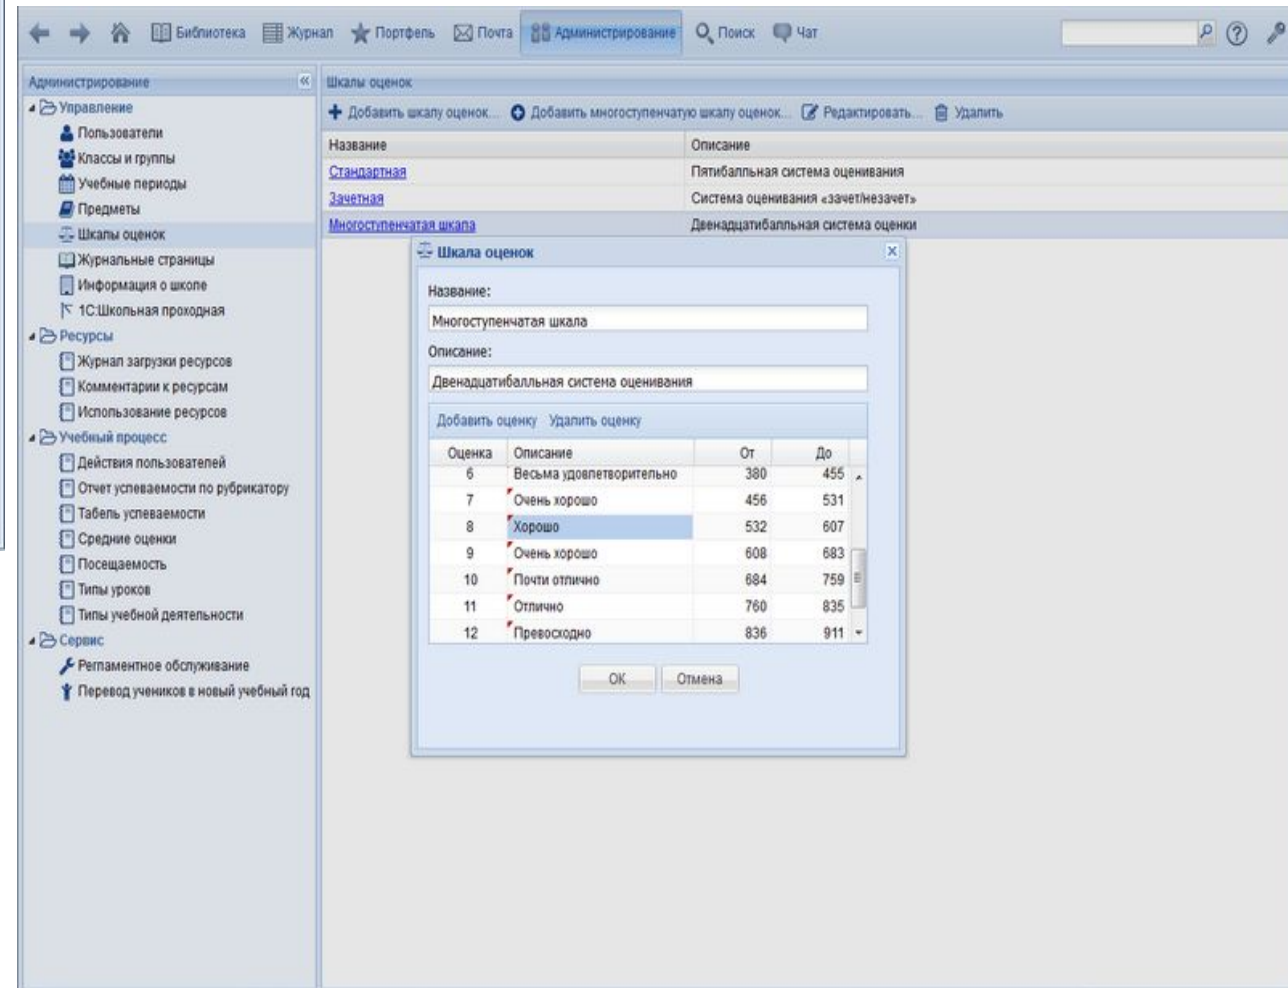 Библиотека Журнал Портфель Почта Администрирование Поиск Чат
Администрирование
Управление
Пользователи
Классы и группы
Учебные периоды
Предметы
Шкалы оценок
Журнальные страницы
Информация о школе
1С:Школьная проходная
Ресурсы
Журнал загрузки ресурсов
Комментарии к ресурсам
Использование ресурсов
Учебный процесс
Действия пользователей
Отчет успеваемости по рубрикатору
Табель успеваемости
Средние оценки
Посещаемость
Типы уроков
Типы учебной деятельности
Сервис
Регламентное обслуживание
Перевод учеников в новый учебный год
Шкалы оценок
Добавить шкалу оценок... Добавить многоступенчатую шкалу оценок... Редактировать... Удалить
Название Описание
Стандартная Пятибалльная система оценивания
Зачетная Система оценивания «зачет/незачет»
Многоступенчатая шкала Двенадцатибалльная система оценки
Шкала оценок
Название:
Многоступенчатая шкала
Описание:
Двенадцатибалльная система оценивания
Добавить оценку Удалить оценку
Оценка Описание От До
6 Весьма удовлетворительно 380 455
7 Очень хорошо 456 531
8 Хорошо 532 607
9 Очень хорошо 608 683
10 Почти отлично 684 759
11 Отлично 760 835
12 Превосходно 836 911
ОК Отмена